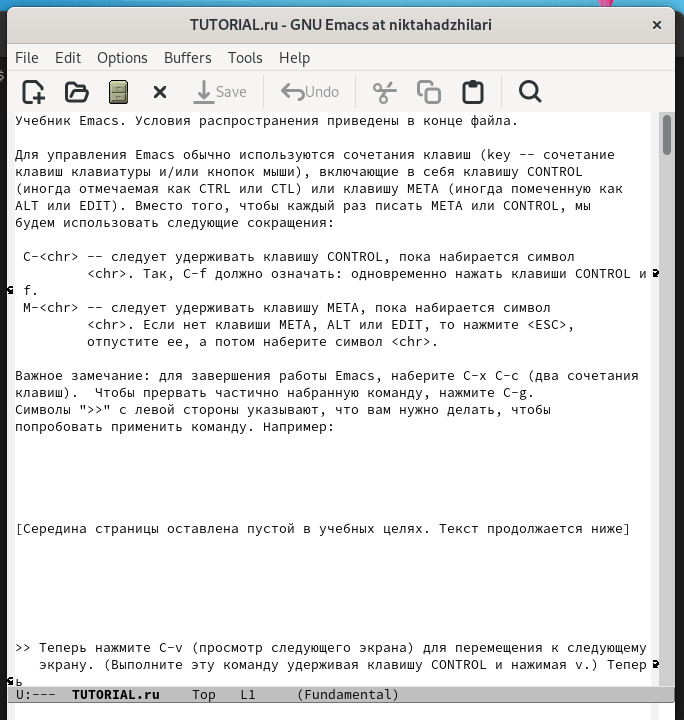 TUTORIAL.ru - GNU Emacs at niktahadzhilari
File Edit Options Buffers Tools Help
Save Undo
Учебник Emacs. Условия распространения приведены в конце файла.
Для управления Emacs обычно используются сочетания клавиш (key -- сочетание
клавиш клавиатуры и/или кнопок мыши), включающие в себя клавишу CONTROL
(иногда отмечаемая как CTRL или CTL) или клавишу META (иногда помеченную как
ALT или EDIT). Вместо того, чтобы каждый раз писать META или CONTROL, мы
будем использовать следующие сокращения:
C-<chr> -- следует удерживать клавишу CONTROL, пока набирается символ
<chr>. Так, C-f должно означать: одновременно нажать клавиши CONTROL и
f.
M-<chr> -- следует удерживать клавишу META, пока набирается символ
<chr>. Если нет клавиши META, ALT или EDIT, то нажмите <ESC>,
отпустите ее, а потом наберите символ <chr>.
Важное замечание: для завершения работы Emacs, наберите C-x C-c (два сочетания
клавиш).  Чтобы прервать частично набранную команду, нажмите C-g.
Символы ">>" с левой стороны указывают, что вам нужно делать, чтобы
попробовать применить команду. Например:
[Середина страницы оставлена пустой в учебных целях. Текст продолжается ниже]
>> Теперь нажмите C-v (просмотр следующего экрана) для перемещения к следующему
экрану. (Выполните эту команду удерживая клавишу CONTROL и нажимая v.) Тепер
ь
U:--- TUTORIAL.ru Top L1 (Fundamental)